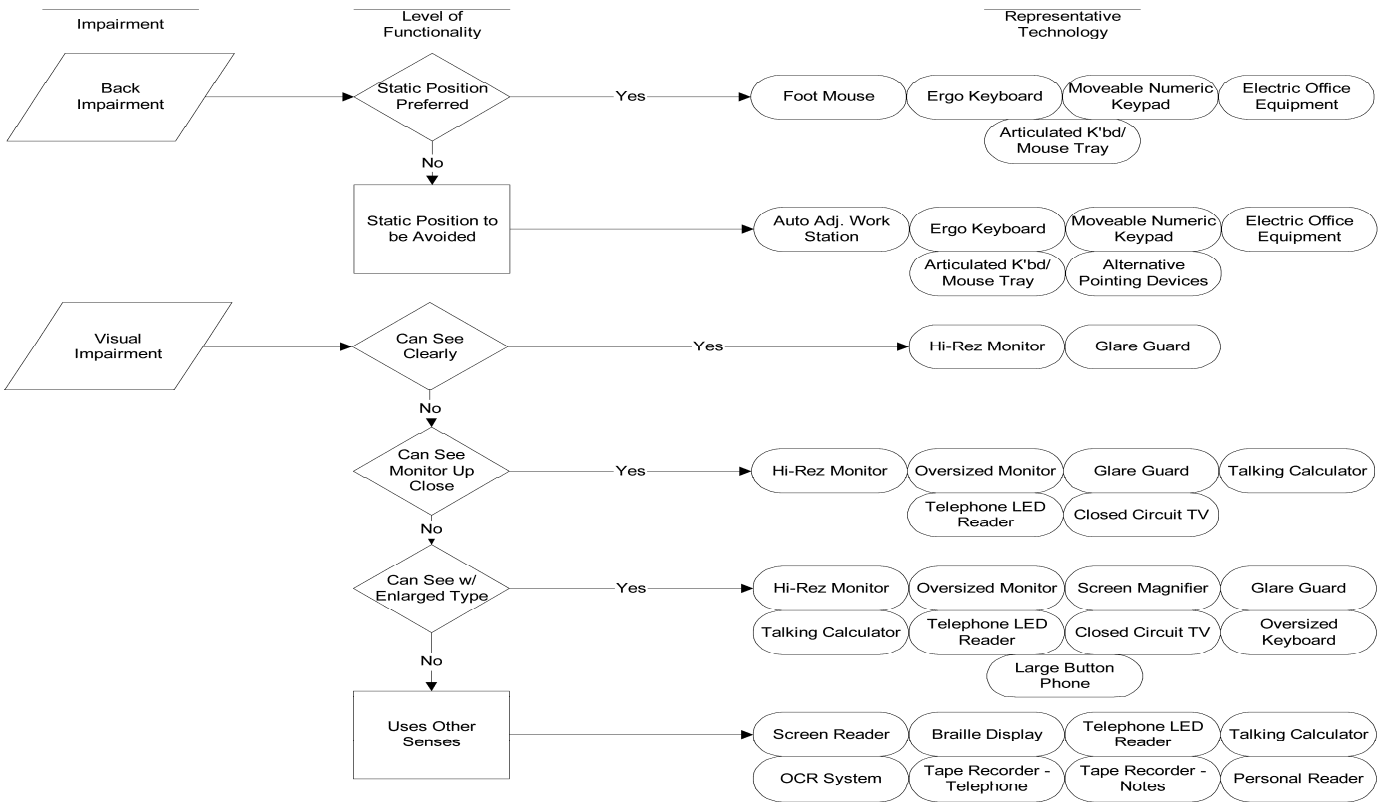 Impairment
Level of
Functionality
Representative
Technology
Back
Impairment
Static Position
Preferred
Yes
Foot Mouse
Ergo Keyboard
Moveable Numeric
Keypad
Electric Office
Equipment
Articulated K'bd/
Mouse Tray
No
Static Position to
be Avoided
Auto Adj. Work
Station
Ergo Keyboard
Moveable Numeric
Keypad
Electric Office
Equipment
Articulated K'bd/
Mouse Tray
Alternative
Pointing Devices
Visual
Impairment
Can See
Clearly
Yes
Hi-Rez Monitor
Glare Guard
No
Can See
Monitor Up
Close
Yes
Hi-Rez Monitor
Oversized Monitor
Glare Guard
Talking Calculator
Telephone LED
Reader
Closed Circuit TV
No
Can See w/
Enlarged Type
Yes
Hi-Rez Monitor
Oversized Monitor
Screen Magnifier
Glare Guard
Talking Calculator
Telephone LED
Reader
Closed Circuit TV
Oversized
Keyboard
Large Button
Phone
No
Uses Other
Senses
Screen Reader
Braille Display
Telephone LED
Reader
Talking Calculator
OCR System
Tape Recorder -
Telephone
Tape Recorder -
Notes
Personal Reader